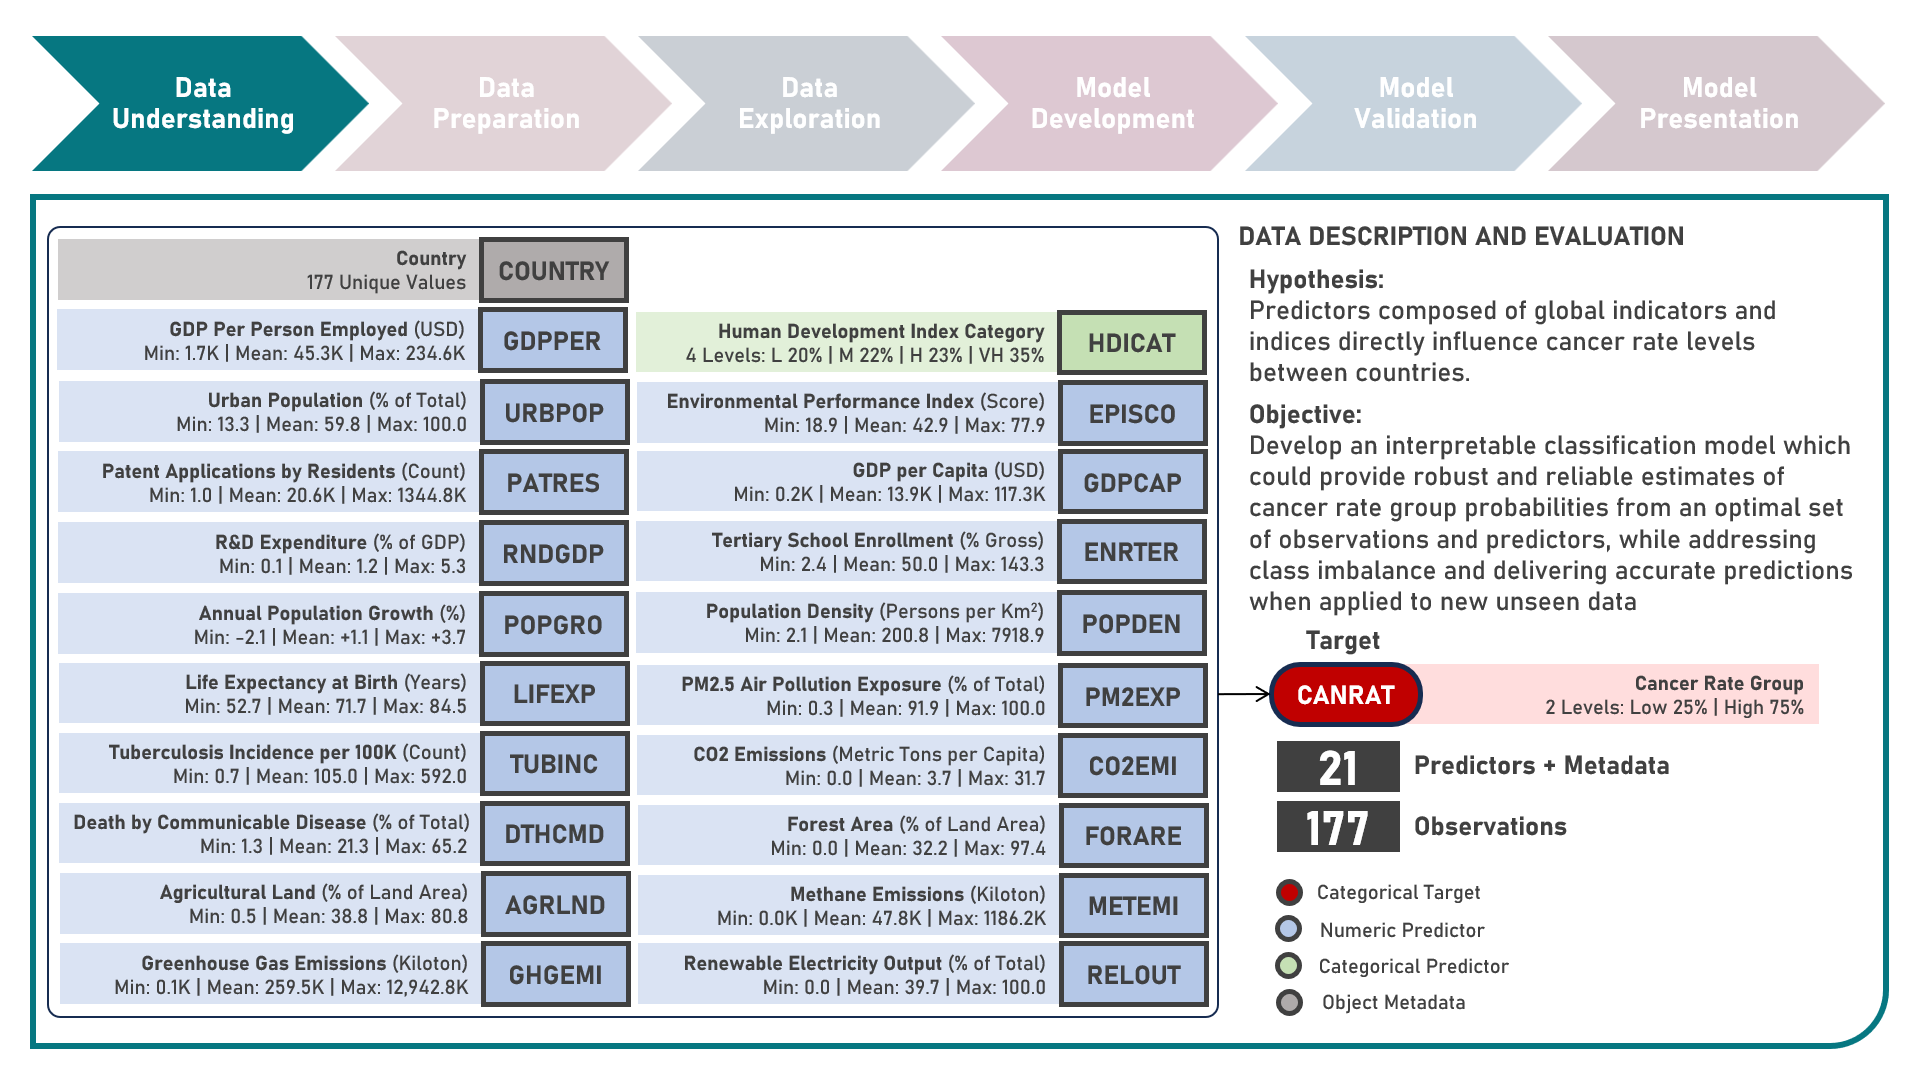 Data
Understanding
Data
Preparation
Data
Exploration
Model
Development
Model
Validation
Model
Presentation
Country
177 Unique Values
COUNTRY
GDP Per Person Employed (USD)
Min: 1.7K | Mean: 45.3K | Max: 234.6K
GDPPER
Urban Population (% of Total)
Min: 13.3 | Mean: 59.8 | Max: 100.0
URBPOP
Patent Applications by Residents (Count)
Min: 1.0 | Mean: 20.6K | Max: 1344.8K
PATRES
R&D Expenditure (% of GDP)
Min: 0.1 | Mean: 1.2 | Max: 5.3
RNDGDP
Annual Population Growth (%)
Min: -2.1 | Mean: +1.1 | Max: +3.7
POPGRO
Life Expectancy at Birth (Years)
Min: 52.7 | Mean: 71.7 | Max: 84.5
LIFEXP
Tuberculosis Incidence per 100K (Count)
Min: 0.7 | Mean: 105.0 | Max: 592.0
TUBINC
Death by Communicable Disease (% of Total)
Min: 1.3 | Mean: 21.3 | Max: 65.2
DTHCMD
Agricultural Land (% of Land Area)
Min: 0.5 | Mean: 38.8 | Max: 80.8
AGRLND
Greenhouse Gas Emissions (Kiloton)
Min: 0.1K | Mean: 259.5K | Max: 12,942.8K
GHGEMI
Human Development Index Category
4 Levels: L 20% | M 22% | H 23% | VH 35%
HDICAT
Environmental Performance Index (Score)
Min: 18.9 | Mean: 42.9 | Max: 77.9
EPISCO
GDP per Capita (USD)
Min: 0.2K | Mean: 13.9K | Max: 117.3K
GDPCAP
Tertiary School Enrollment (% Gross)
Min: 2.4 | Mean: 50.0 | Max: 143.3
ENRTER
Population Density (Persons per Km²)
Min: 2.1 | Mean: 200.8 | Max: 7918.9
POPDEN
PM2.5 Air Pollution Exposure (% of Total)
Min: 0.3 | Mean: 91.9 | Max: 100.0
PM2EXP
CO2 Emissions (Metric Tons per Capita)
Min: 0.0 | Mean: 3.7 | Max: 31.7
CO2EMI
Forest Area (% of Land Area)
Min: 0.0 | Mean: 32.2 | Max: 97.4
FORARE
Methane Emissions (Kiloton)
Min: 0.0K | Mean: 47.8K | Max: 1186.2K
METEMI
Renewable Electricity Output (% of Total)
Min: 0.0 | Mean: 39.7 | Max: 100.0
RELOUT
DATA DESCRIPTION AND EVALUATION
Hypothesis:
Predictors composed of global indicators and
indices directly influence cancer rate levels
between countries.
Objective:
Develop an interpretable classification model which
could provide robust and reliable estimates of
cancer rate group probabilities from an optimal set
of observations and predictors, while addressing
class imbalance and delivering accurate predictions
when applied to new unseen data
Target
CANRAT
Cancer Rate Group
2 Levels: Low 25% | High 75%
21
Predictors + Metadata
177
Observations
Categorical Target
Numeric Predictor
Categorical Predictor
Object Metadata